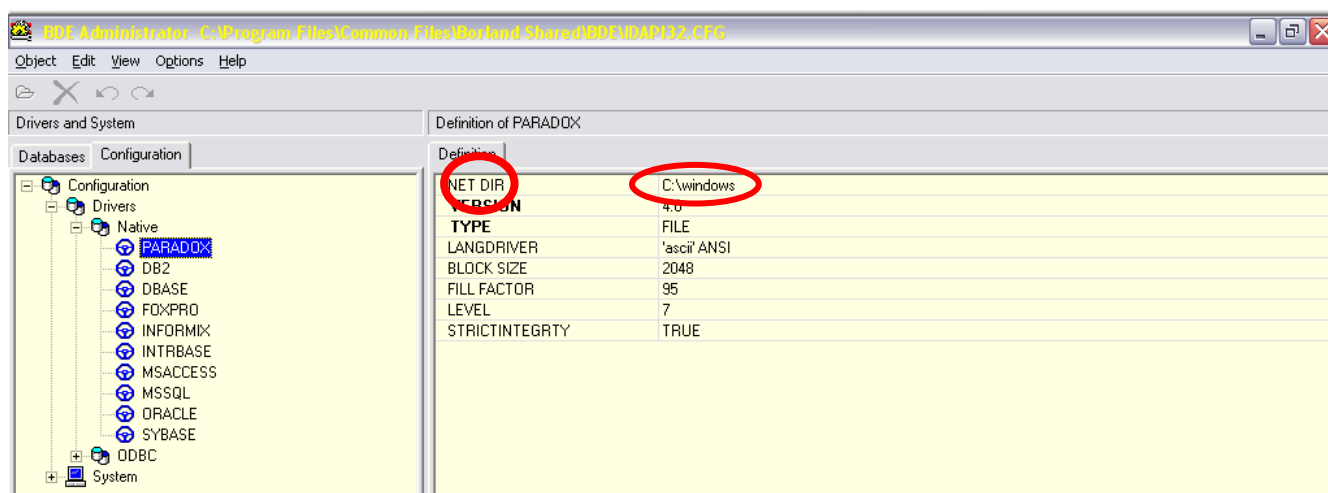 BDE Administrator C:\Program Files\Common Files\Borland Shared\BDE\IDAPI32.CFG
Object Edit View Options Help
Drivers and System
Definition of PARADOX
Databases Configuration
Definition
Configuration
Drivers
Native
PARADOX
DB2
DBASE
FOXPRO
INFORMIX
INTRBASE
MSACCESS
MSSQL
ORACLE
SYBASE
ODBC
System
NET DIR C:\windows
VERSION 4.0
TYPE FILE
LANGDRIVER 'ascii' ANSI
BLOCK SIZE 2048
FILL FACTOR 95
LEVEL 7
STRICTINTEGRTY TRUE